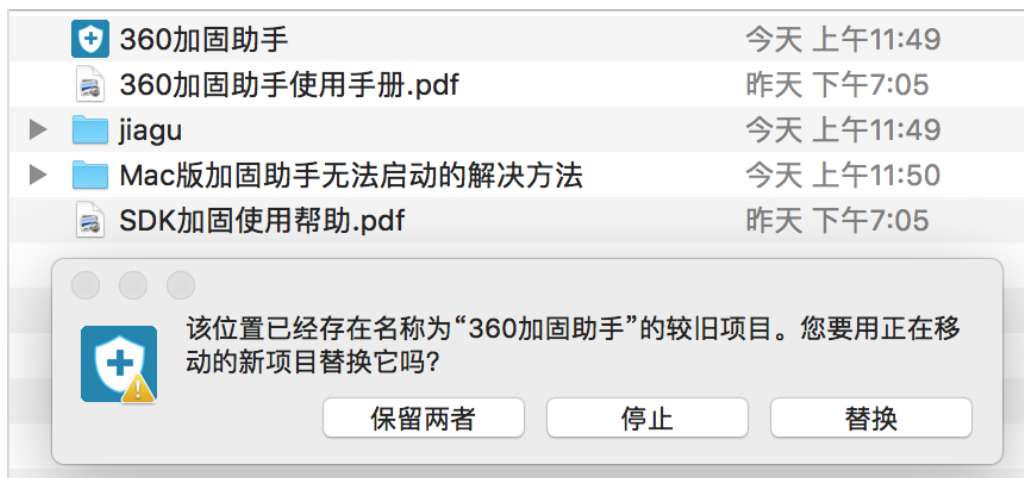 360加固助手 今天 上午11:49
360加固助手使用手册.pdf 昨天 下午7:05
jiagu 今天 上午11:49
Mac版加固助手无法启动的解决方法 今天 上午11:50
SDK加固使用帮助.pdf 昨天 下午7:05
该位置已经存在名称为“360加固助手”的较旧项目。您要用正在移
动的新项目替换它吗?
保留两者 停止 替换